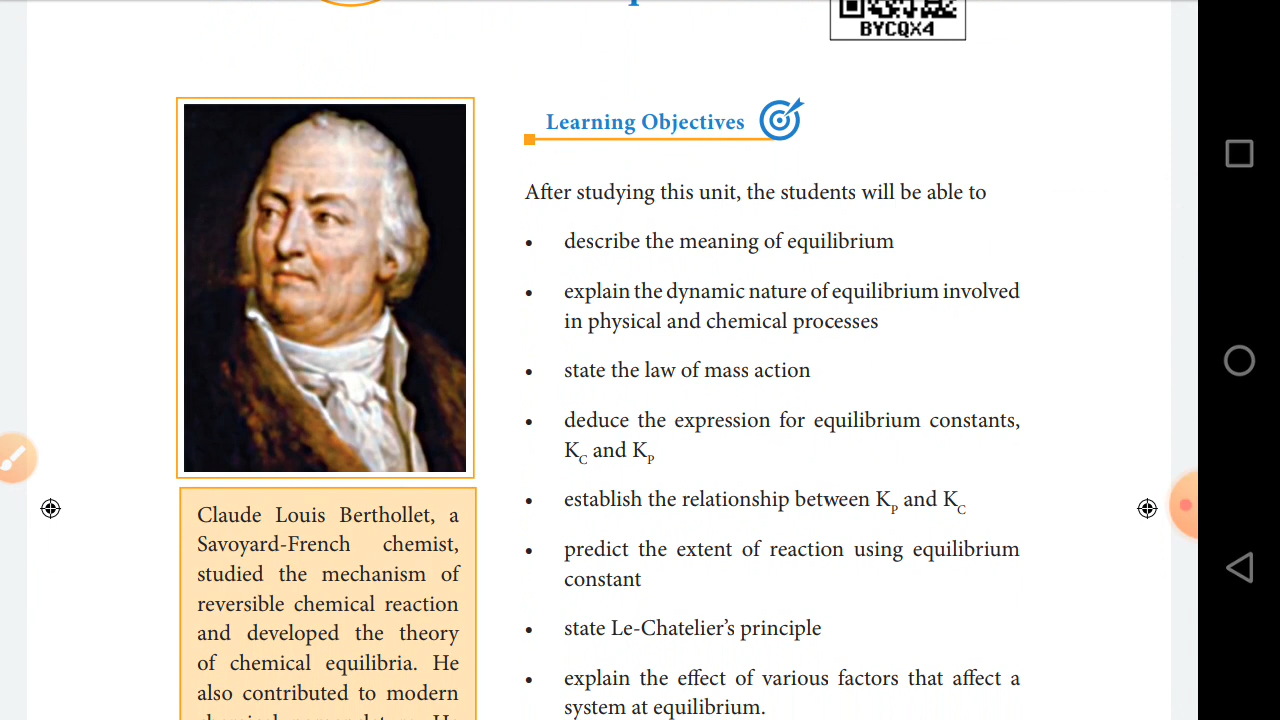 BYCQX4
Learning Objectives
After studying this unit, the students will be able to
• describe the meaning of equilibrium
• explain the dynamic nature of equilibrium involved
in physical and chemical processes
• state the law of mass action
• deduce the expression for equilibrium constants,
KC and KP
• establish the relationship between KP and KC
• predict the extent of reaction using equilibrium
constant
• state Le-Chatelier’s principle
• explain the effect of various factors that affect a
system at equilibrium.
Claude Louis Berthollet, a
Savoyard-French chemist,
studied the mechanism of
reversible chemical reaction
and developed the theory
of chemical equilibria. He
also contributed to modern